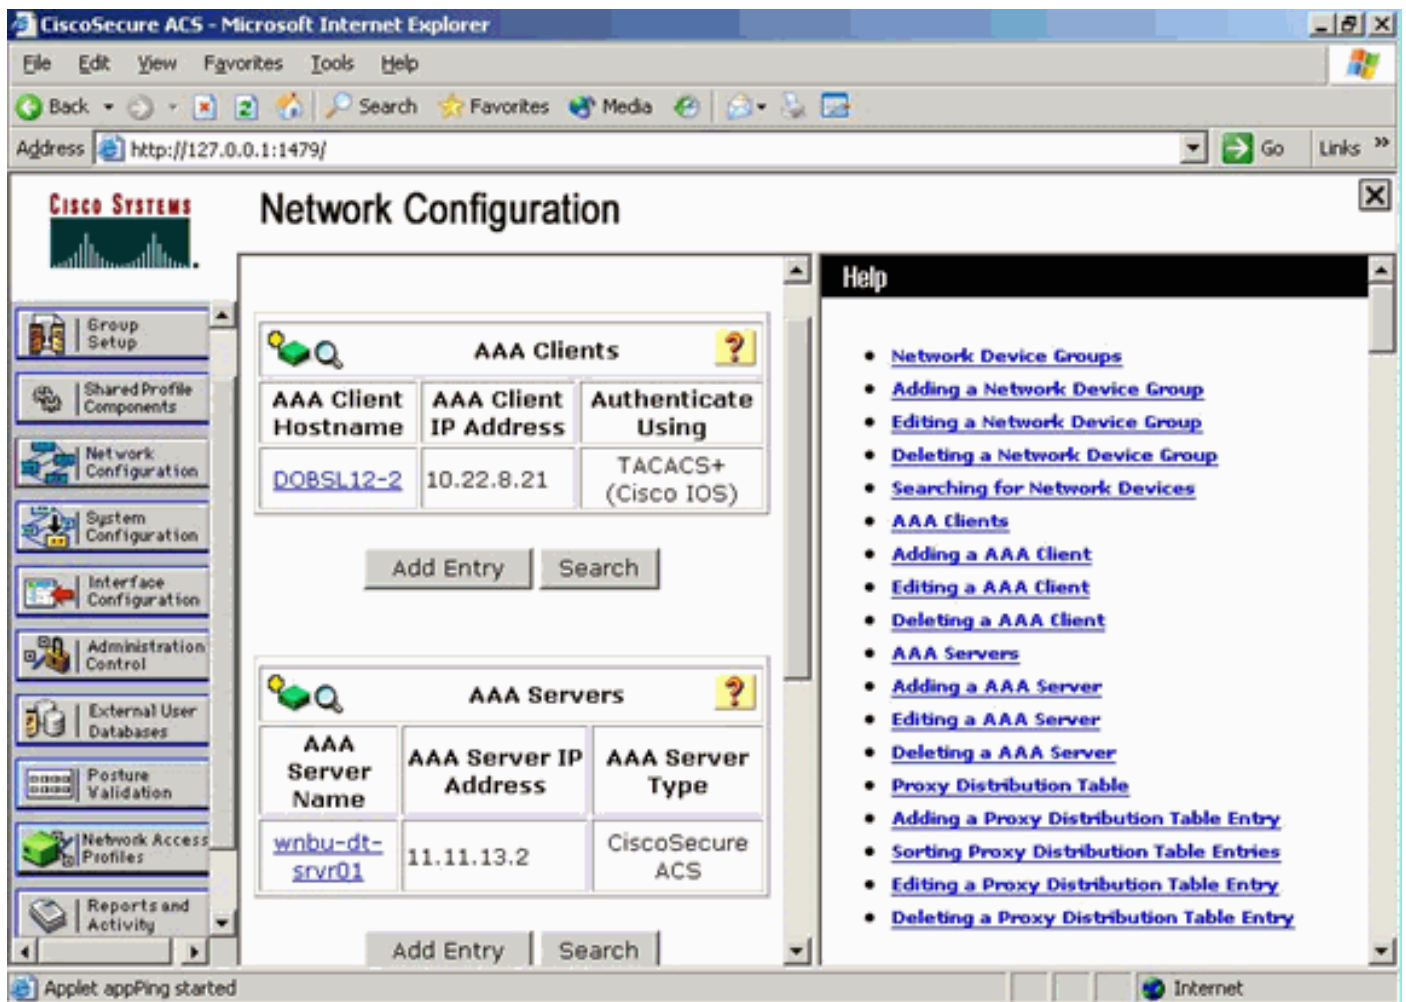 CiscoSecure ACS - Microsoft Internet Explorer
File Edit View Favorites Tools Help
Back Search Favorites Media
Address http://127.0.0.1:1479/ Go Links »
CISCO SYSTEMS
Network Configuration
Group
Setup
Shared Profile
Components
Network
Configuration
System
Configuration
Interface
Configuration
Administration
Control
External User
Databases
Posture
Validation
Network Access
Profiles
Reports and
Activity
AAA Clients ?
AAA Client
Hostname
AAA Client
IP Address
Authenticate
Using
DOBSL12-2
10.22.8.21
TACACS+
(Cisco IOS)
Add Entry Search
AAA Servers ?
AAA
Server
Name
AAA Server IP
Address
AAA Server
Type
wnbu-dt-
srvr01
11.11.13.2
CiscoSecure
ACS
Add Entry Search
Help
• Network Device Groups
• Adding a Network Device Group
• Editing a Network Device Group
• Deleting a Network Device Group
• Searching for Network Devices
• AAA Clients
• Adding a AAA Client
• Editing a AAA Client
• Deleting a AAA Client
• AAA Servers
• Adding a AAA Server
• Editing a AAA Server
• Deleting a AAA Server
• Proxy Distribution Table
• Adding a Proxy Distribution Table Entry
• Sorting Proxy Distribution Table Entries
• Editing a Proxy Distribution Table Entry
• Deleting a Proxy Distribution Table Entry
Applet appPing started
Internet